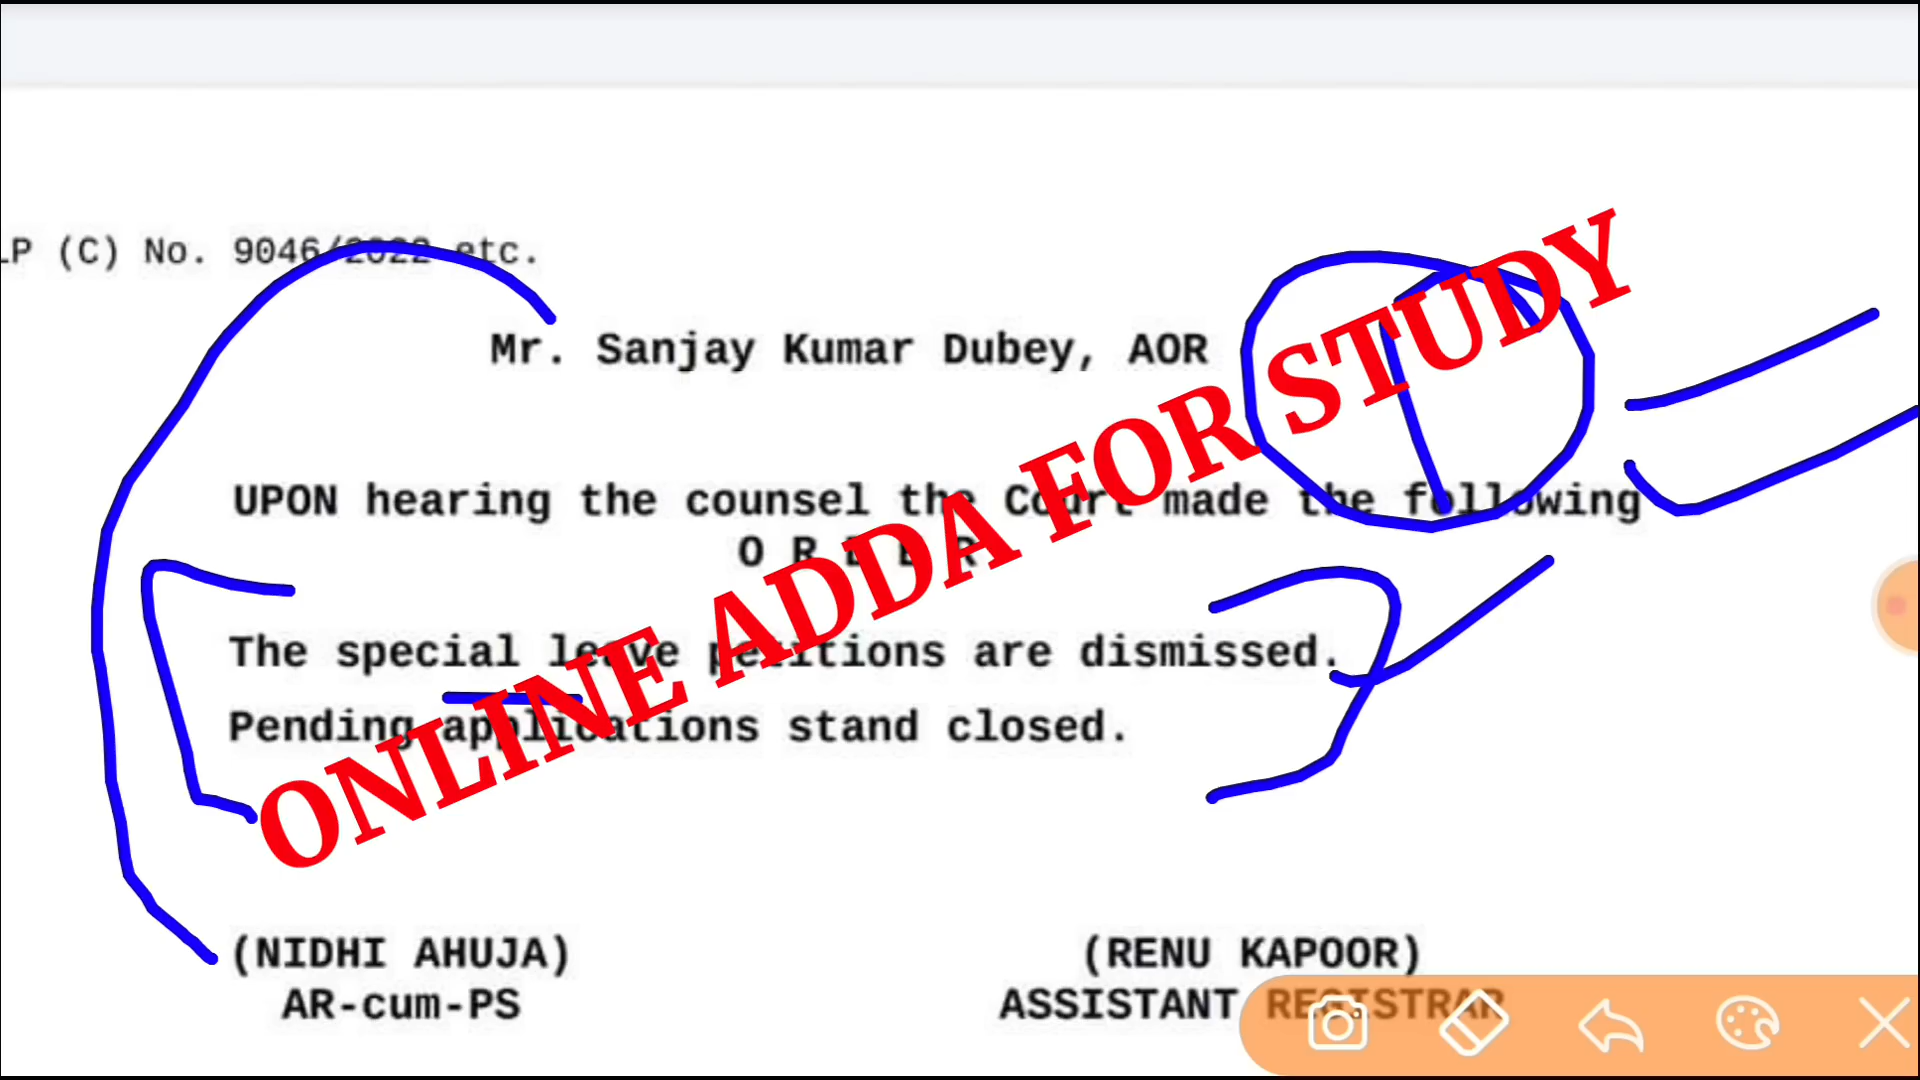 LP (C) No. 9046/2022 etc.
Mr. Sanjay Kumar Dubey, AOR
UPON hearing the counsel the Court made the following
O R D E R
The special leave petitions are dismissed.
Pending applications stand closed.
(NIDHI AHUJA) (RENU KAPOOR)
AR-cum-PS ASSISTANT REGISTRAR
ONLINE ADDA FOR STUDY